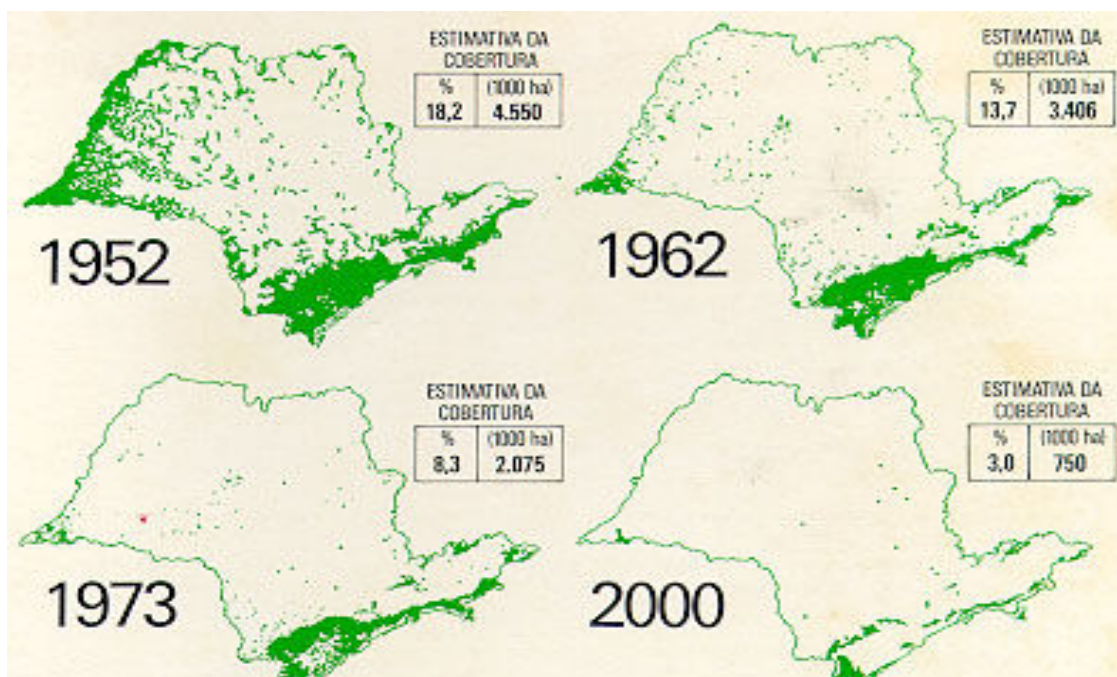 ESTIMATIVA DA
COBERTURA
% (1000 ha)
18,2 4.550
1952
ESTIMATIVA DA
COBERTURA
% (1000 ha)
13,7 3.406
1962
ESTIMATIVA DA
COBERTURA
% (1000 ha)
8,3 2.075
1973
ESTIMATIVA DA
COBERTURA
% (1000 ha)
3,0 750
2000